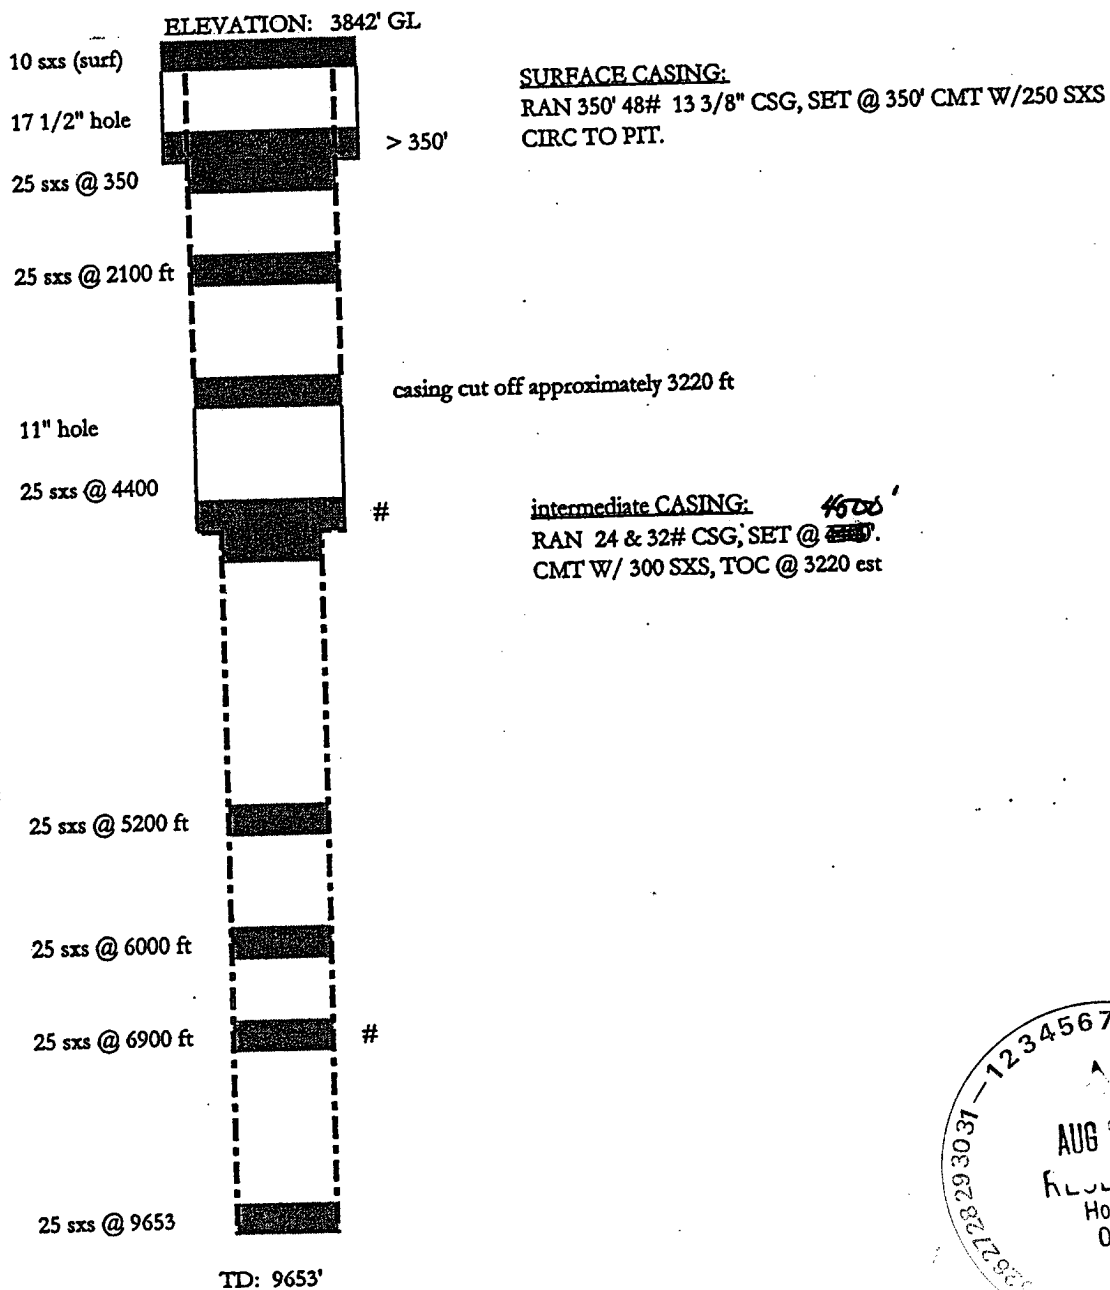 ELEVATION: 3842' GL
10 sxs (surf)
SURFACE CASING:
RAN 350' 48# 13 3/8" CSG, SET @ 350' CMT W/250 SXS
CIRC TO PIT.
17 1/2" hole
> 350'
25 sxs @ 350
25 sxs @ 2100 ft
casing cut off approximately 3220 ft
11" hole
25 sxs @ 4400
#
intermediate CASING: 4500'
RAN 24 & 32# CSG, SET @
CMT W/ 300 SXS, TOC @ 3220 est
25 sxs @ 5200 ft
25 sxs @ 6000 ft
25 sxs @ 6900 ft
#
25 sxs @ 9653
TD: 9653'
2728293031-1234567
AUG
Ho